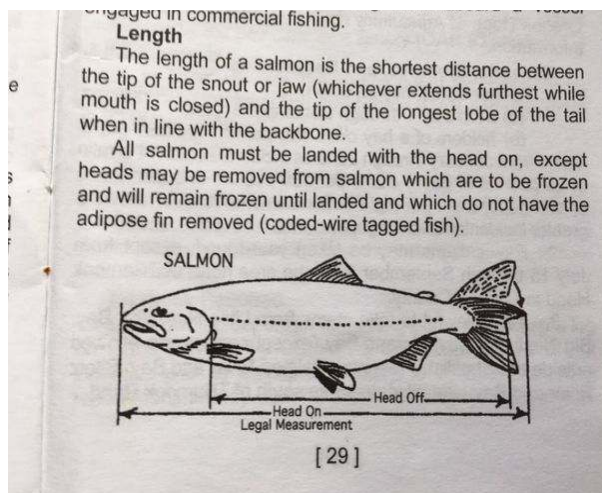 engaged in commercial fishing.
Length
The length of a salmon is the shortest distance between
the tip of the snout or jaw (whichever extends furthest while
mouth is closed) and the tip of the longest lobe of the tail
when in line with the backbone.
All salmon must be landed with the head on, except
heads may be removed from salmon which are to be frozen
and will remain frozen until landed and which do not have the
adipose fin removed (coded-wire tagged fish).
SALMON
Head Off
Head On
Legal Measurement
[ 29 ]